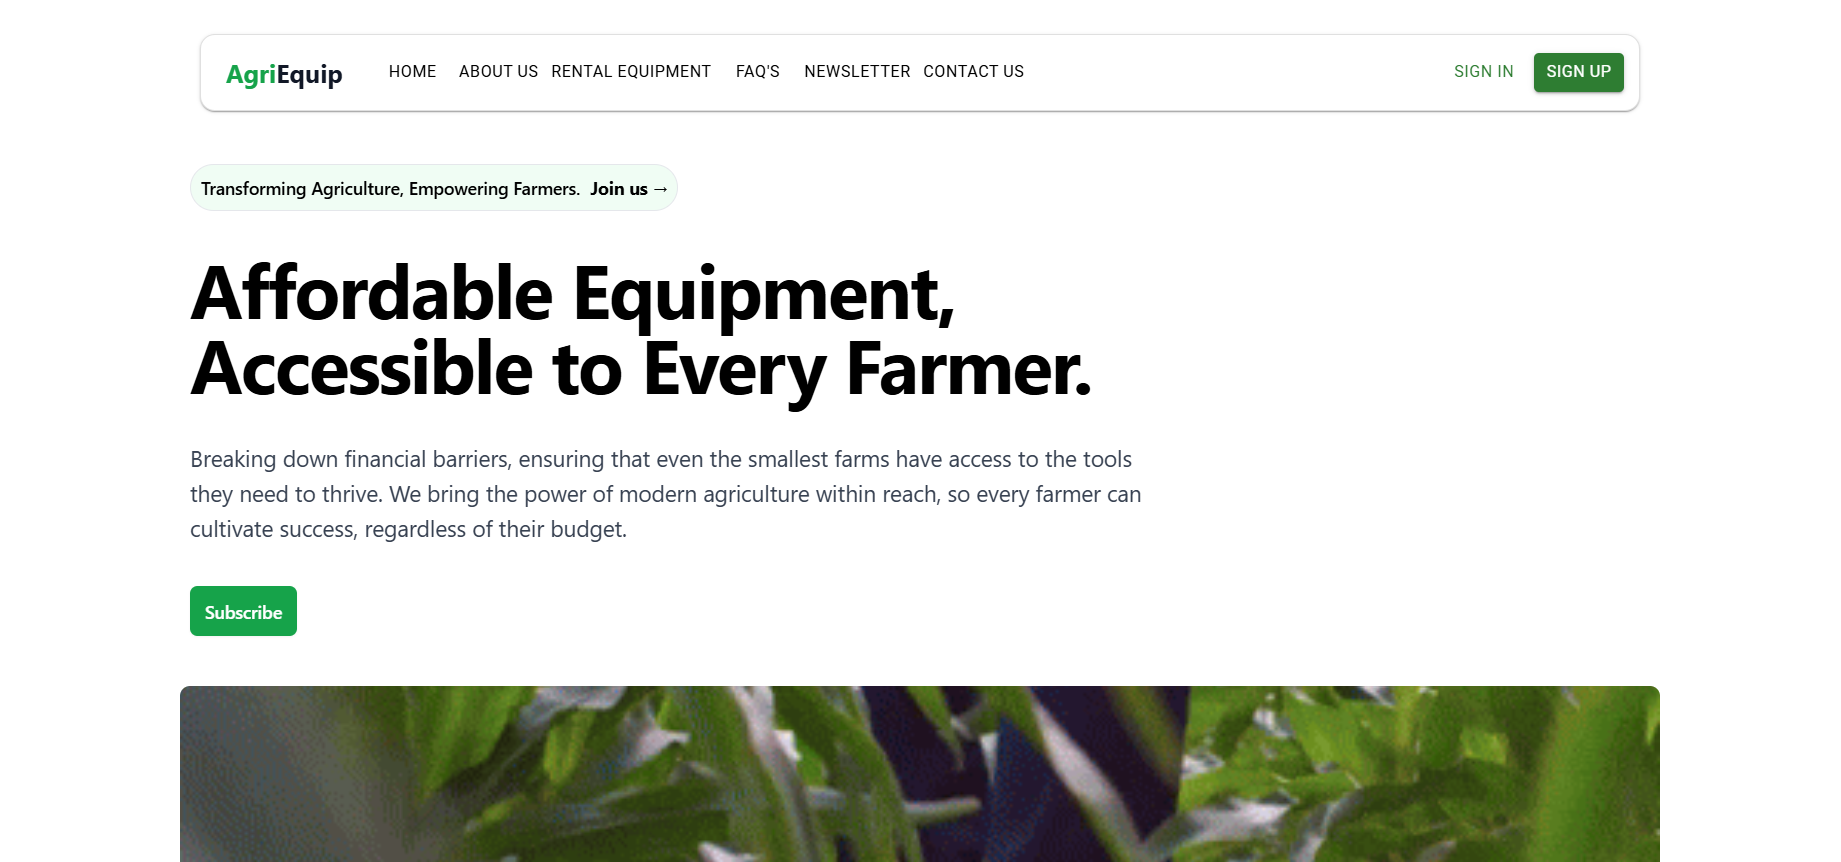 AgriEquip HOME ABOUT US RENTAL EQUIPMENT FAQ'S NEWSLETTER CONTACT US SIGN IN SIGN UP
Transforming Agriculture, Empowering Farmers. Join us →
Affordable Equipment,
Accessible to Every Farmer.
Breaking down financial barriers, ensuring that even the smallest farms have access to the tools
they need to thrive. We bring the power of modern agriculture within reach, so every farmer can
cultivate success, regardless of their budget.
Subscribe